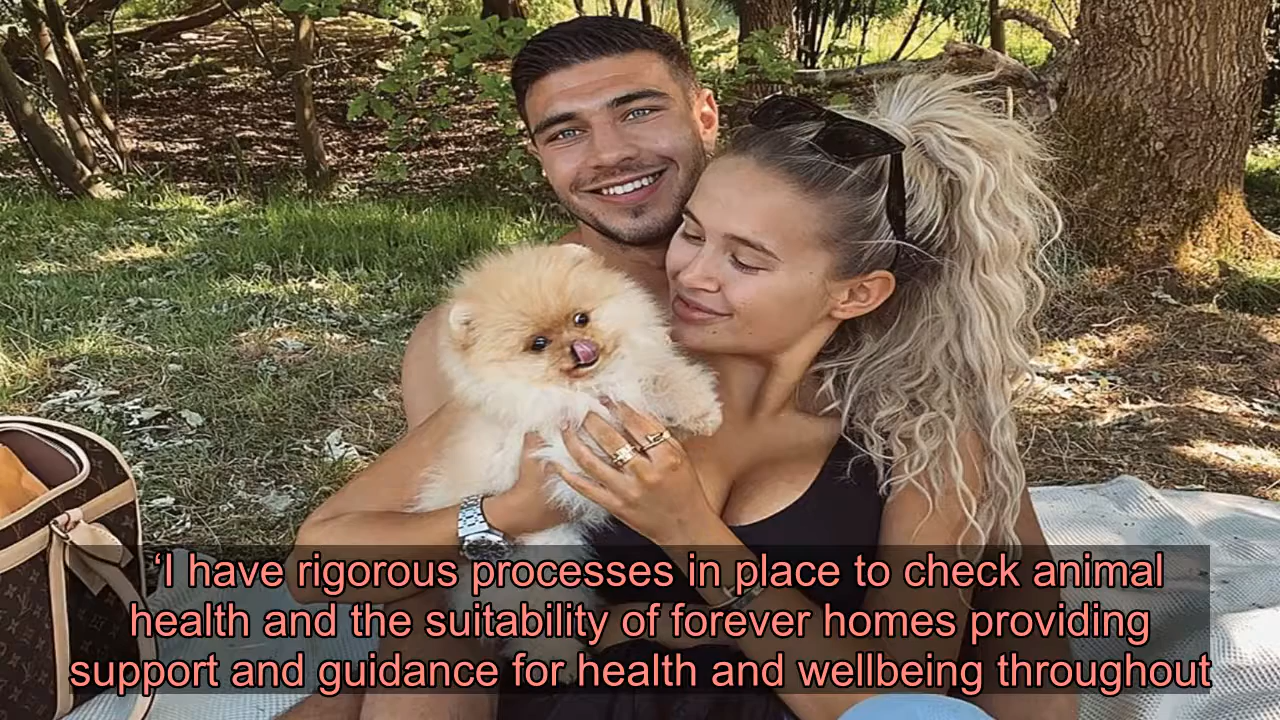 ‘I have rigorous processes in place to check animal
health and the suitability of forever homes providing
support and guidance for health and wellbeing throughout